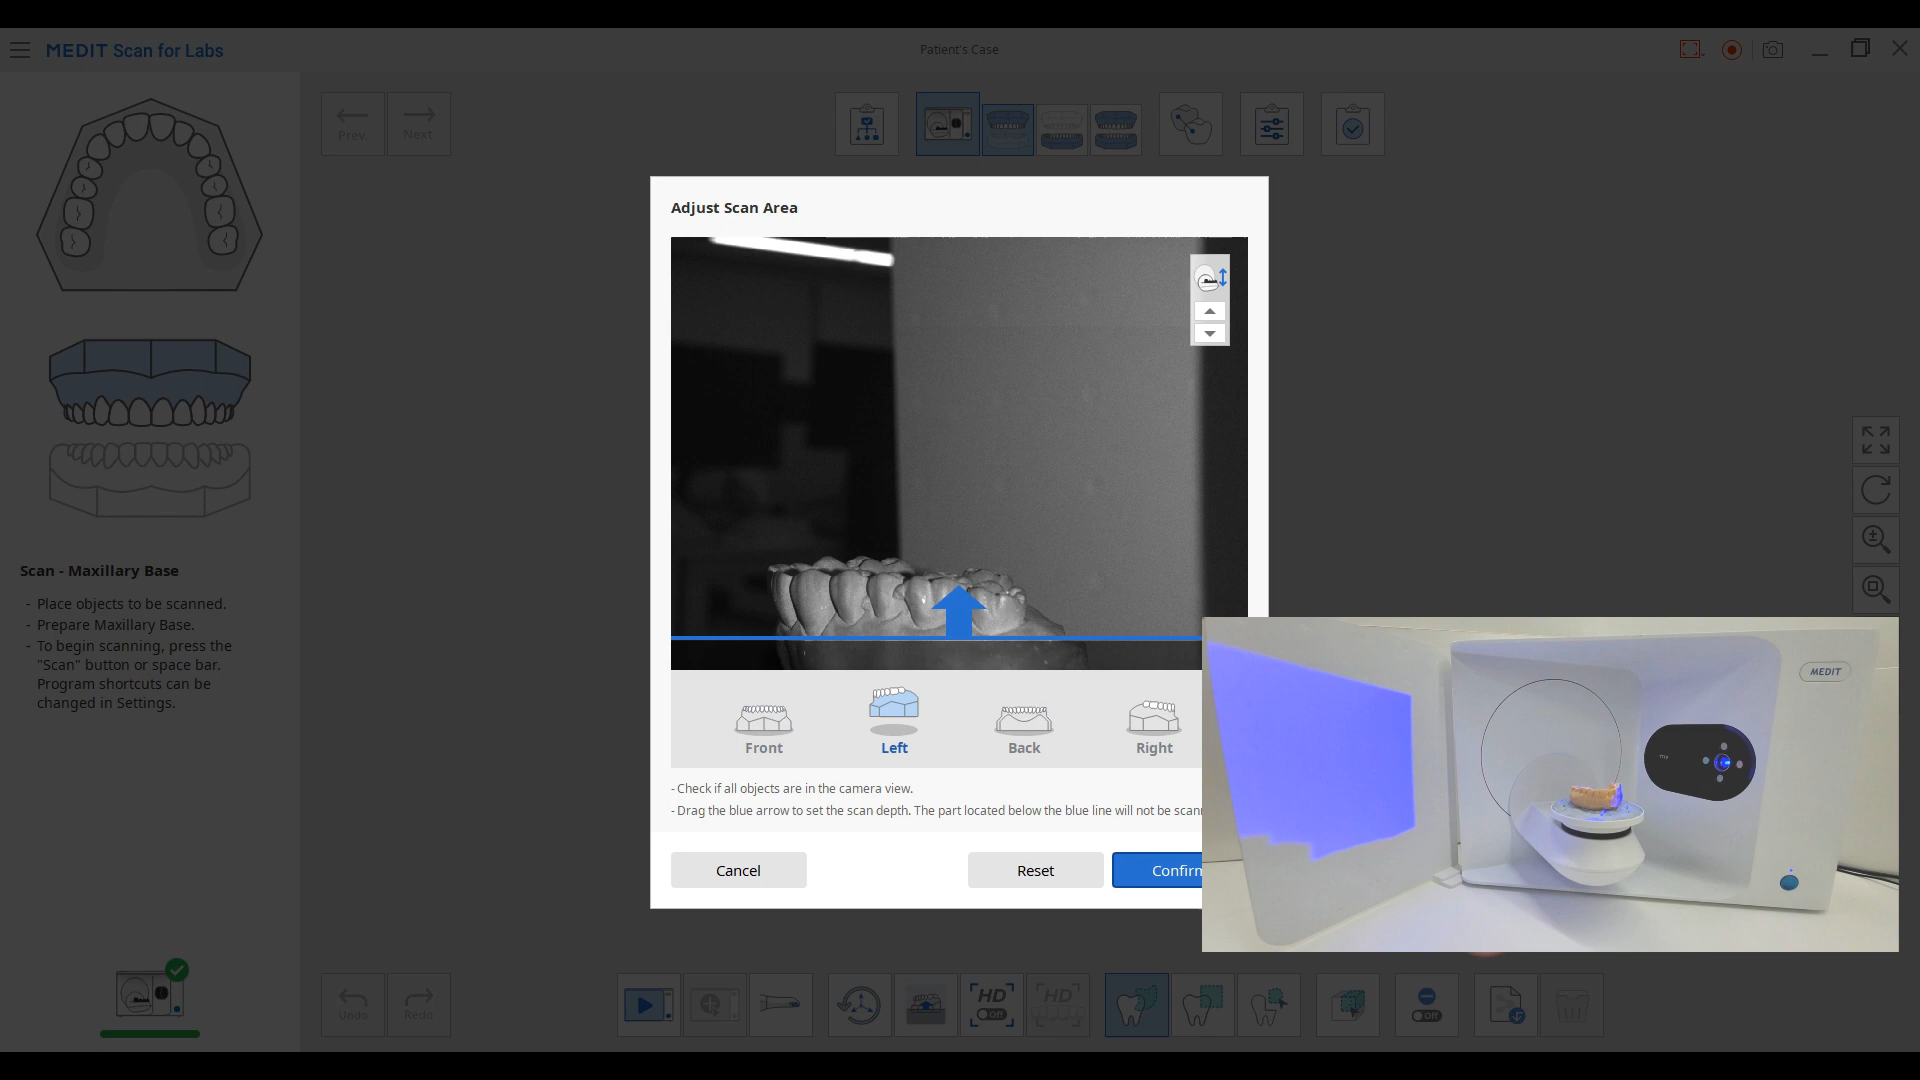 MEDIT Scan for Labs
Patient's Case
Prev.
Next
Adjust Scan Area
Scan - Maxillary Base
- Place objects to be scanned.
- Prepare Maxillary Base.
- To begin scanning, press the
"Scan" button or space bar.
Program shortcuts can be
changed in Settings.
Front
Left
Back
Right
- Check if all objects are in the camera view.
- Drag the blue arrow to set the scan depth. The part located below the blue line will not be scan
Cancel
Reset
Confirm
MEDIT
Undo
Redo
HD
Off
HD
Off